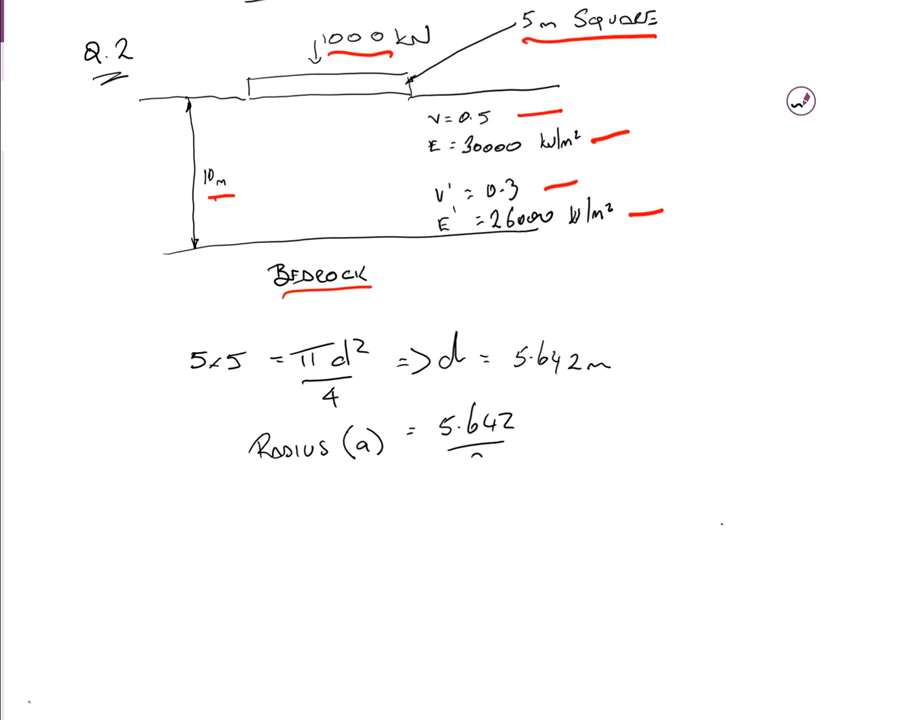 Q.2
1000 kN
5m SQUARE
10m
v = 0.5
E = 30000 kN/m²
v' = 0.3
E' = 26000 kN/m²
BEDROCK
5×5 = πd²/4 => d = 5.642m
RADIUS (a) = 5.642